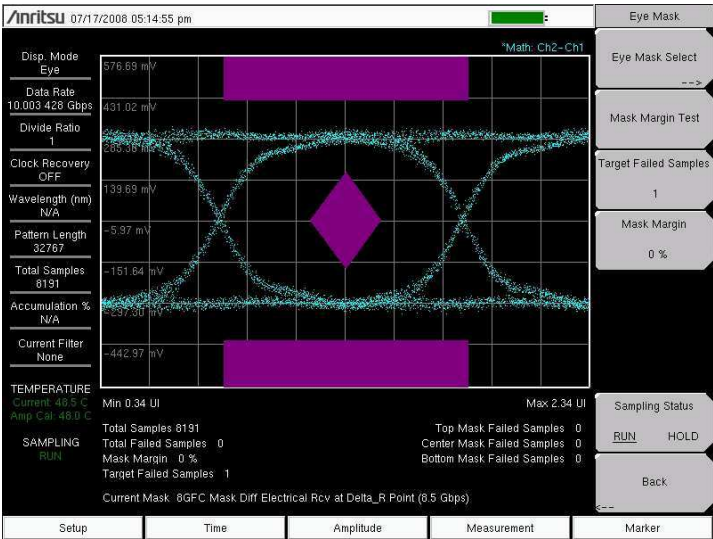 Anritsu 07/17/2008 05:14:55 pm
Eye Mask
Disp. Mode
Eye
Data Rate
10.003 428 Gbps
Divide Ratio
1
Clock Recovery
OFF
Wavelength (nm)
N/A
Pattern Length
32767
Total Samples
8191
Accumulation %
N/A
Current Filter
None
TEMPERATURE
Current: 48.5 C
Amp Cal: 48.0 C
SAMPLING
RUN
*Math: Ch2-Ch1
576.69 mV
431.02 mV
285.36 mV
139.69 mV
-5.97 mV
-151.64 mV
-297.30 mV
-442.97 mV
Min 0.34 UI
Max 2.34 UI
Total Samples 8191
Total Failed Samples 0
Mask Margin 0 %
Target Failed Samples 1
Top Mask Failed Samples 0
Center Mask Failed Samples 0
Bottom Mask Failed Samples 0
Current Mask 8GFC Mask Diff Electrical Rcv at Delta_R Point (8.5 Gbps)
Eye Mask Select
-->
Mask Margin Test
Target Failed Samples
1
Mask Margin
0 %
Sampling Status
RUN HOLD
Back
<--
Setup
Time
Amplitude
Measurement
Marker